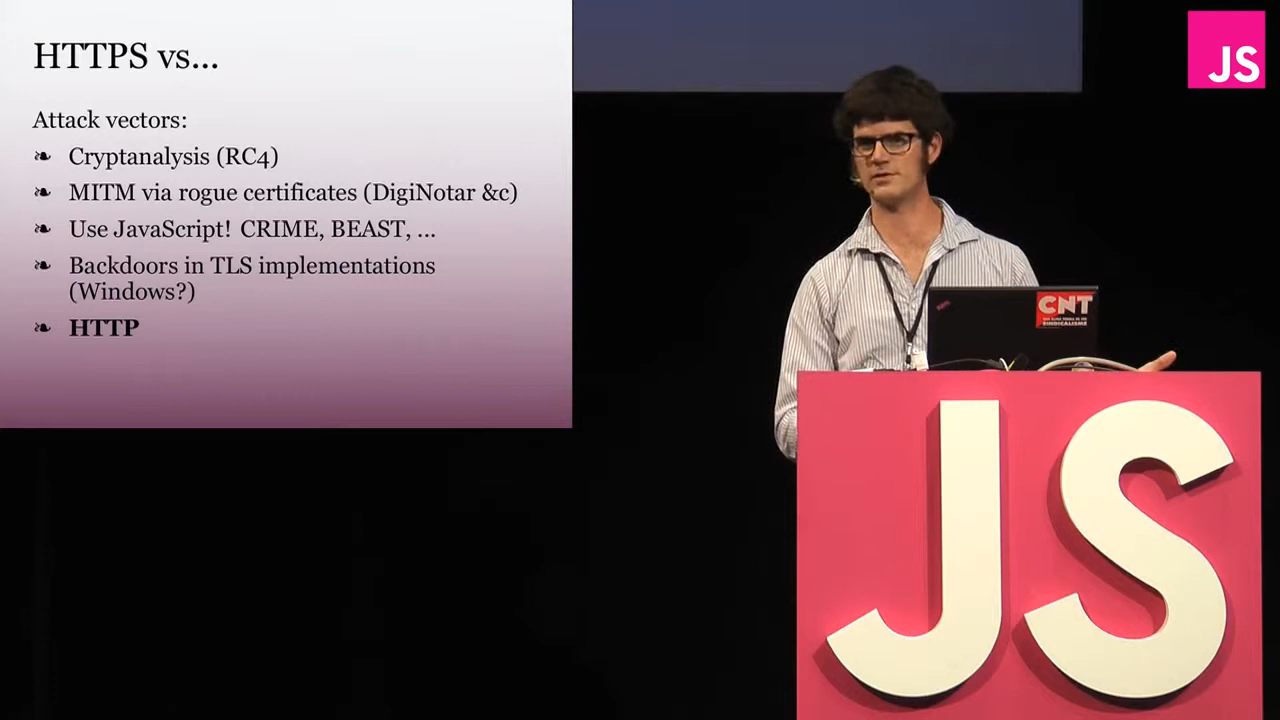 HTTPS vs...
Attack vectors:
❧ Cryptanalysis (RC4)
❧ MITM via rogue certificates (DigiNotar &c)
❧ Use JavaScript! CRIME, BEAST, ...
❧ Backdoors in TLS implementations
(Windows?)
❧ HTTP
JS
CNT
SINDICALISME
JS